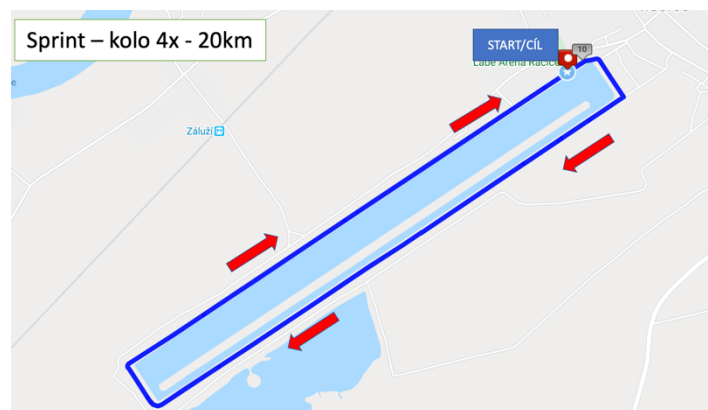 Sprint – kolo 4x - 20km
START/CÍL
10
Labe Aréna Račice
Záluží